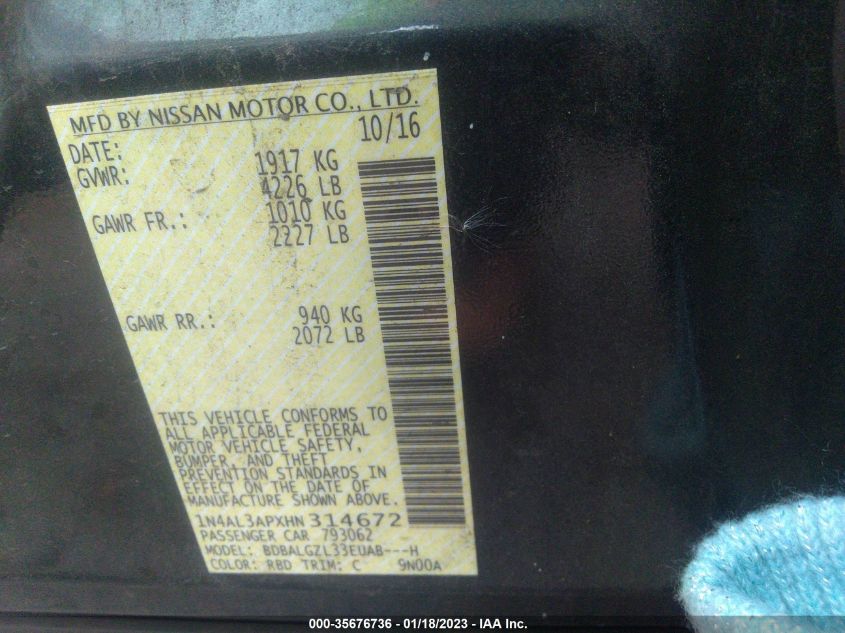 MFD BY NISSAN MOTOR CO., LTD.
DATE: 10/16
GVWR: 1917 KG
4226 LB
GAWR FR.: 1010 KG
2227 LB
GAWR RR.: 940 KG
2072 LB
THIS VEHICLE CONFORMS TO
ALL APPLICABLE FEDERAL
MOTOR VEHICLE SAFETY,
BUMPER, AND THEFT
PREVENTION STANDARDS IN
EFFECT ON THE DATE OF
MANUFACTURE SHOWN ABOVE.
1N4AL3APXHN314672
PASSENGER CAR 793062
MODEL: BDBALGZL33EUAB---H
COLOR: RBD TRIM: C 9N00A
000-35676736 - 01/18/2023 - IAA Inc.